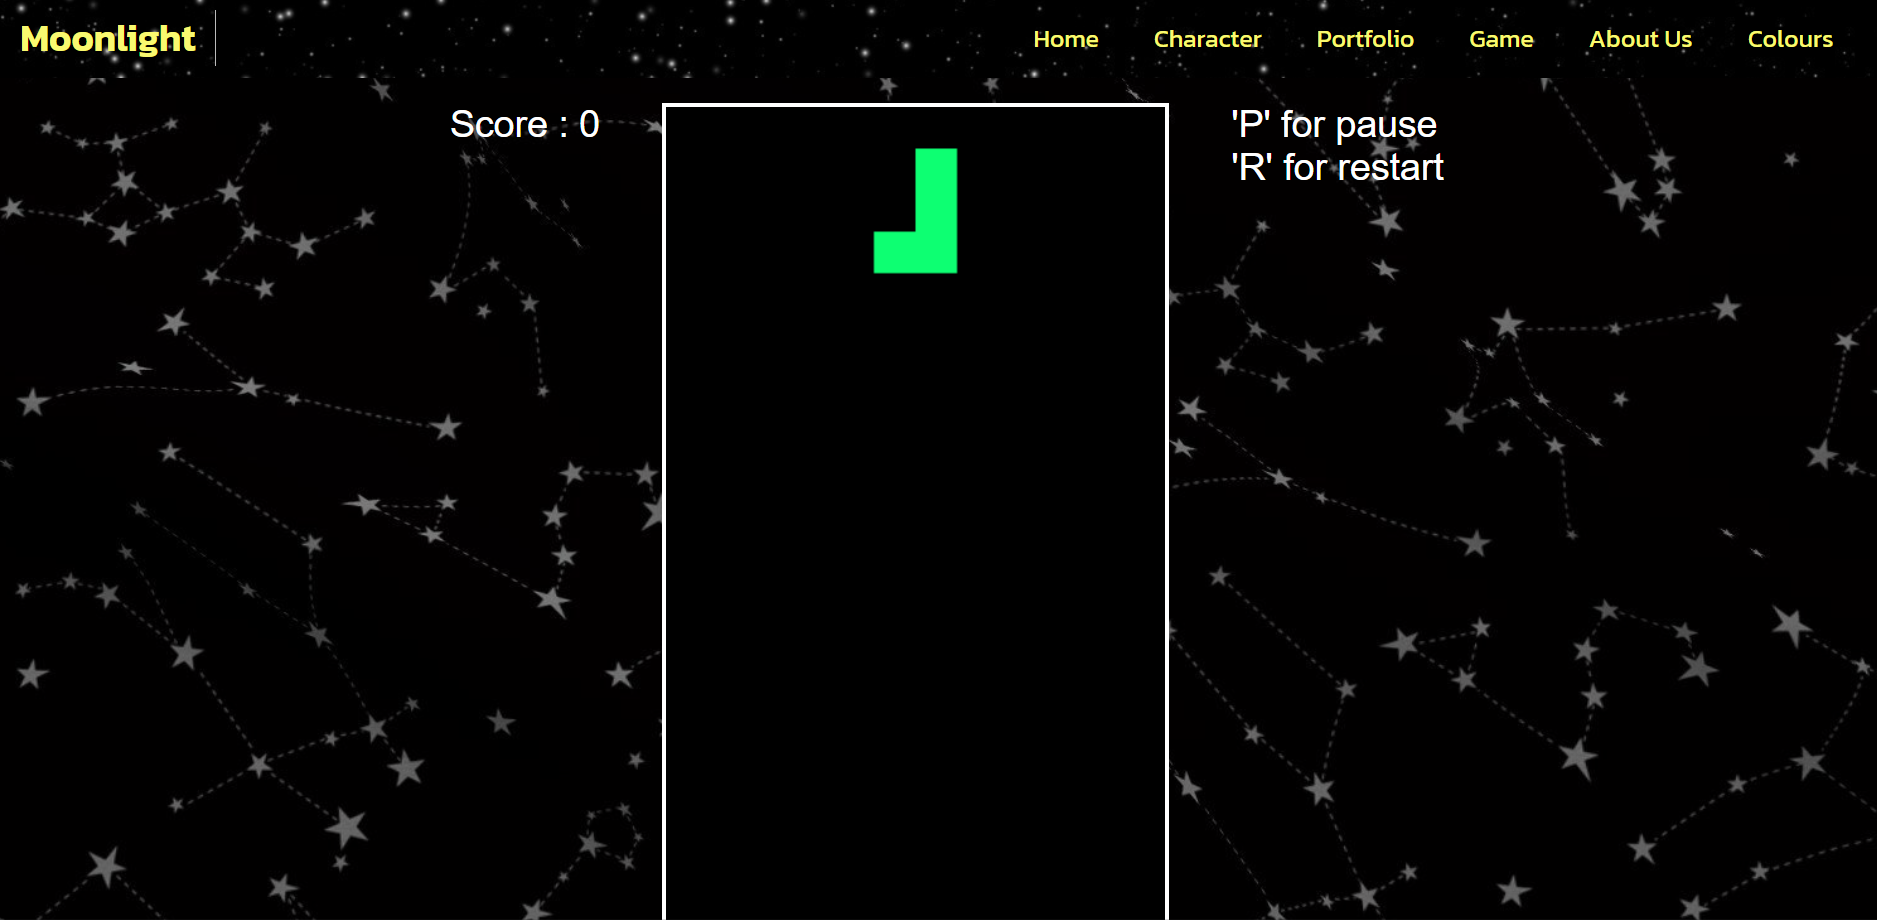 Moonlight
Home Character Portfolio Game About Us Colours
Score : 0
'P' for pause
'R' for restart